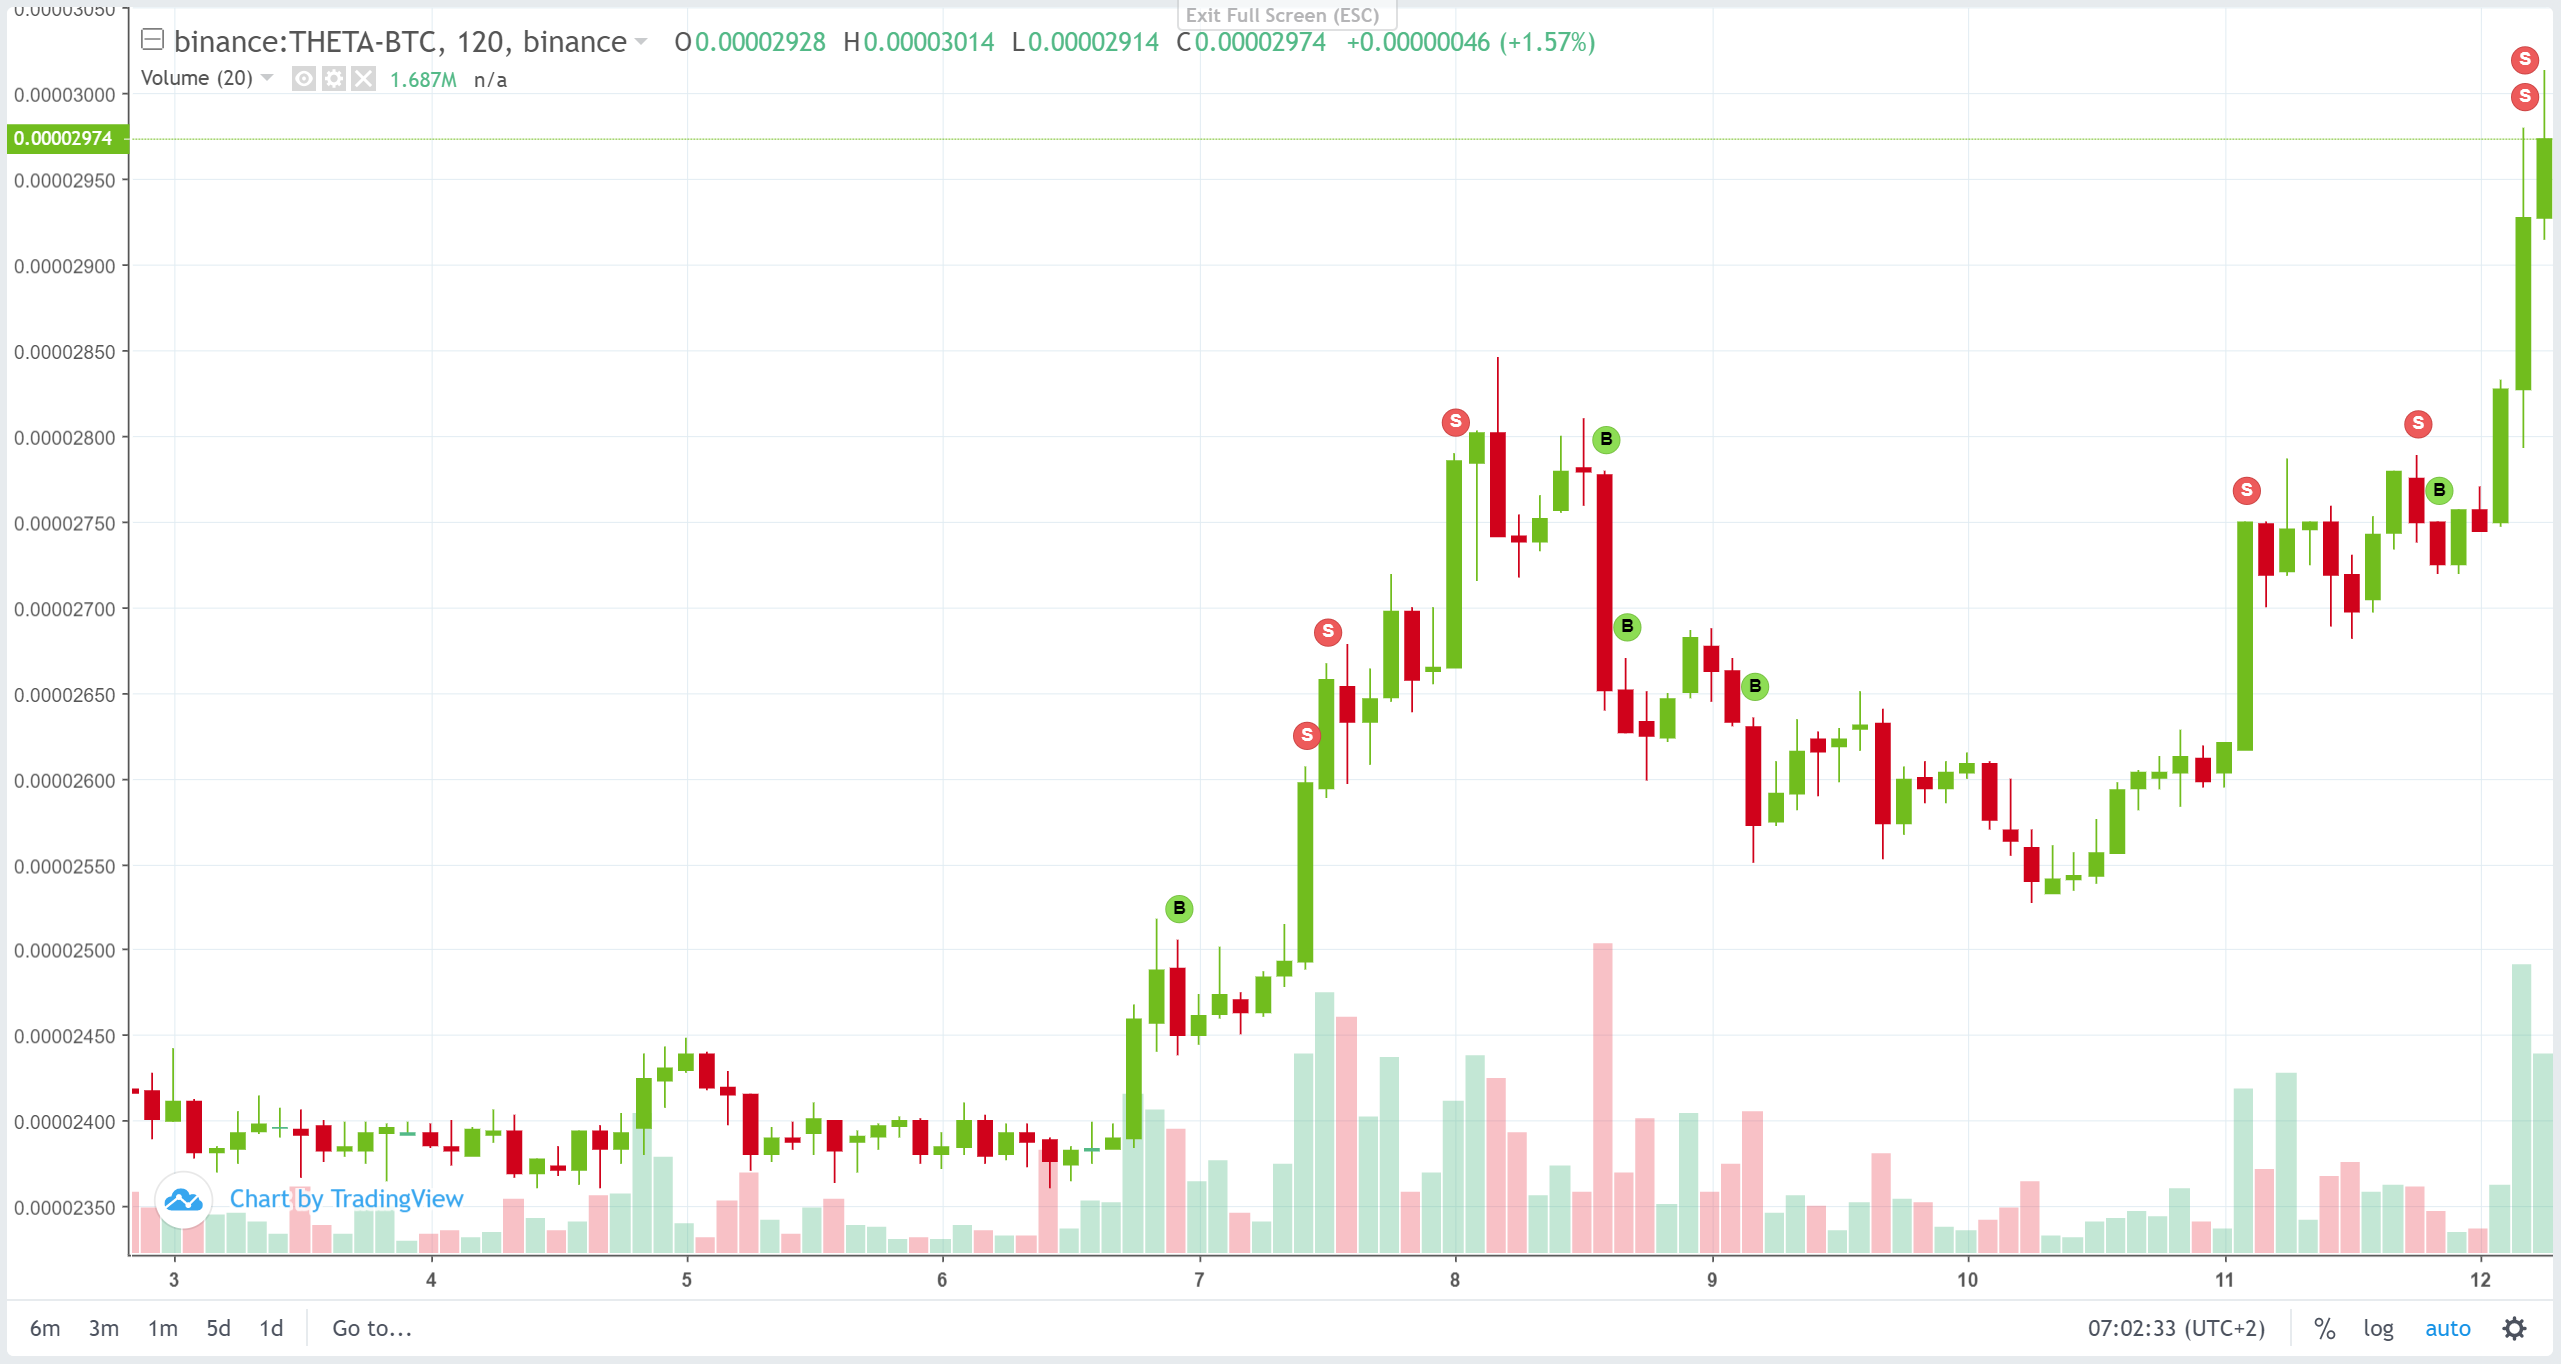 Exit Full Screen (ESC)
binance:THETA-BTC, 120, binance O0.00002928 H0.00003014 L0.00002914 C0.00002974 +0.00000046 (+1.57%)
Volume (20) 1.687M n/a
0.00003050
0.00003000
0.00002974
0.00002950
0.00002900
0.00002850
0.00002800
0.00002750
0.00002700
0.00002650
0.00002600
0.00002550
0.00002500
0.00002450
0.00002400
0.00002350
S
S
S
B
S
S
B
B
S
B
S
B
Chart by TradingView
3 4 5 6 7 8 9 10 11 12
6m 3m 1m 5d 1d Go to... 07:02:33 (UTC+2) % log auto